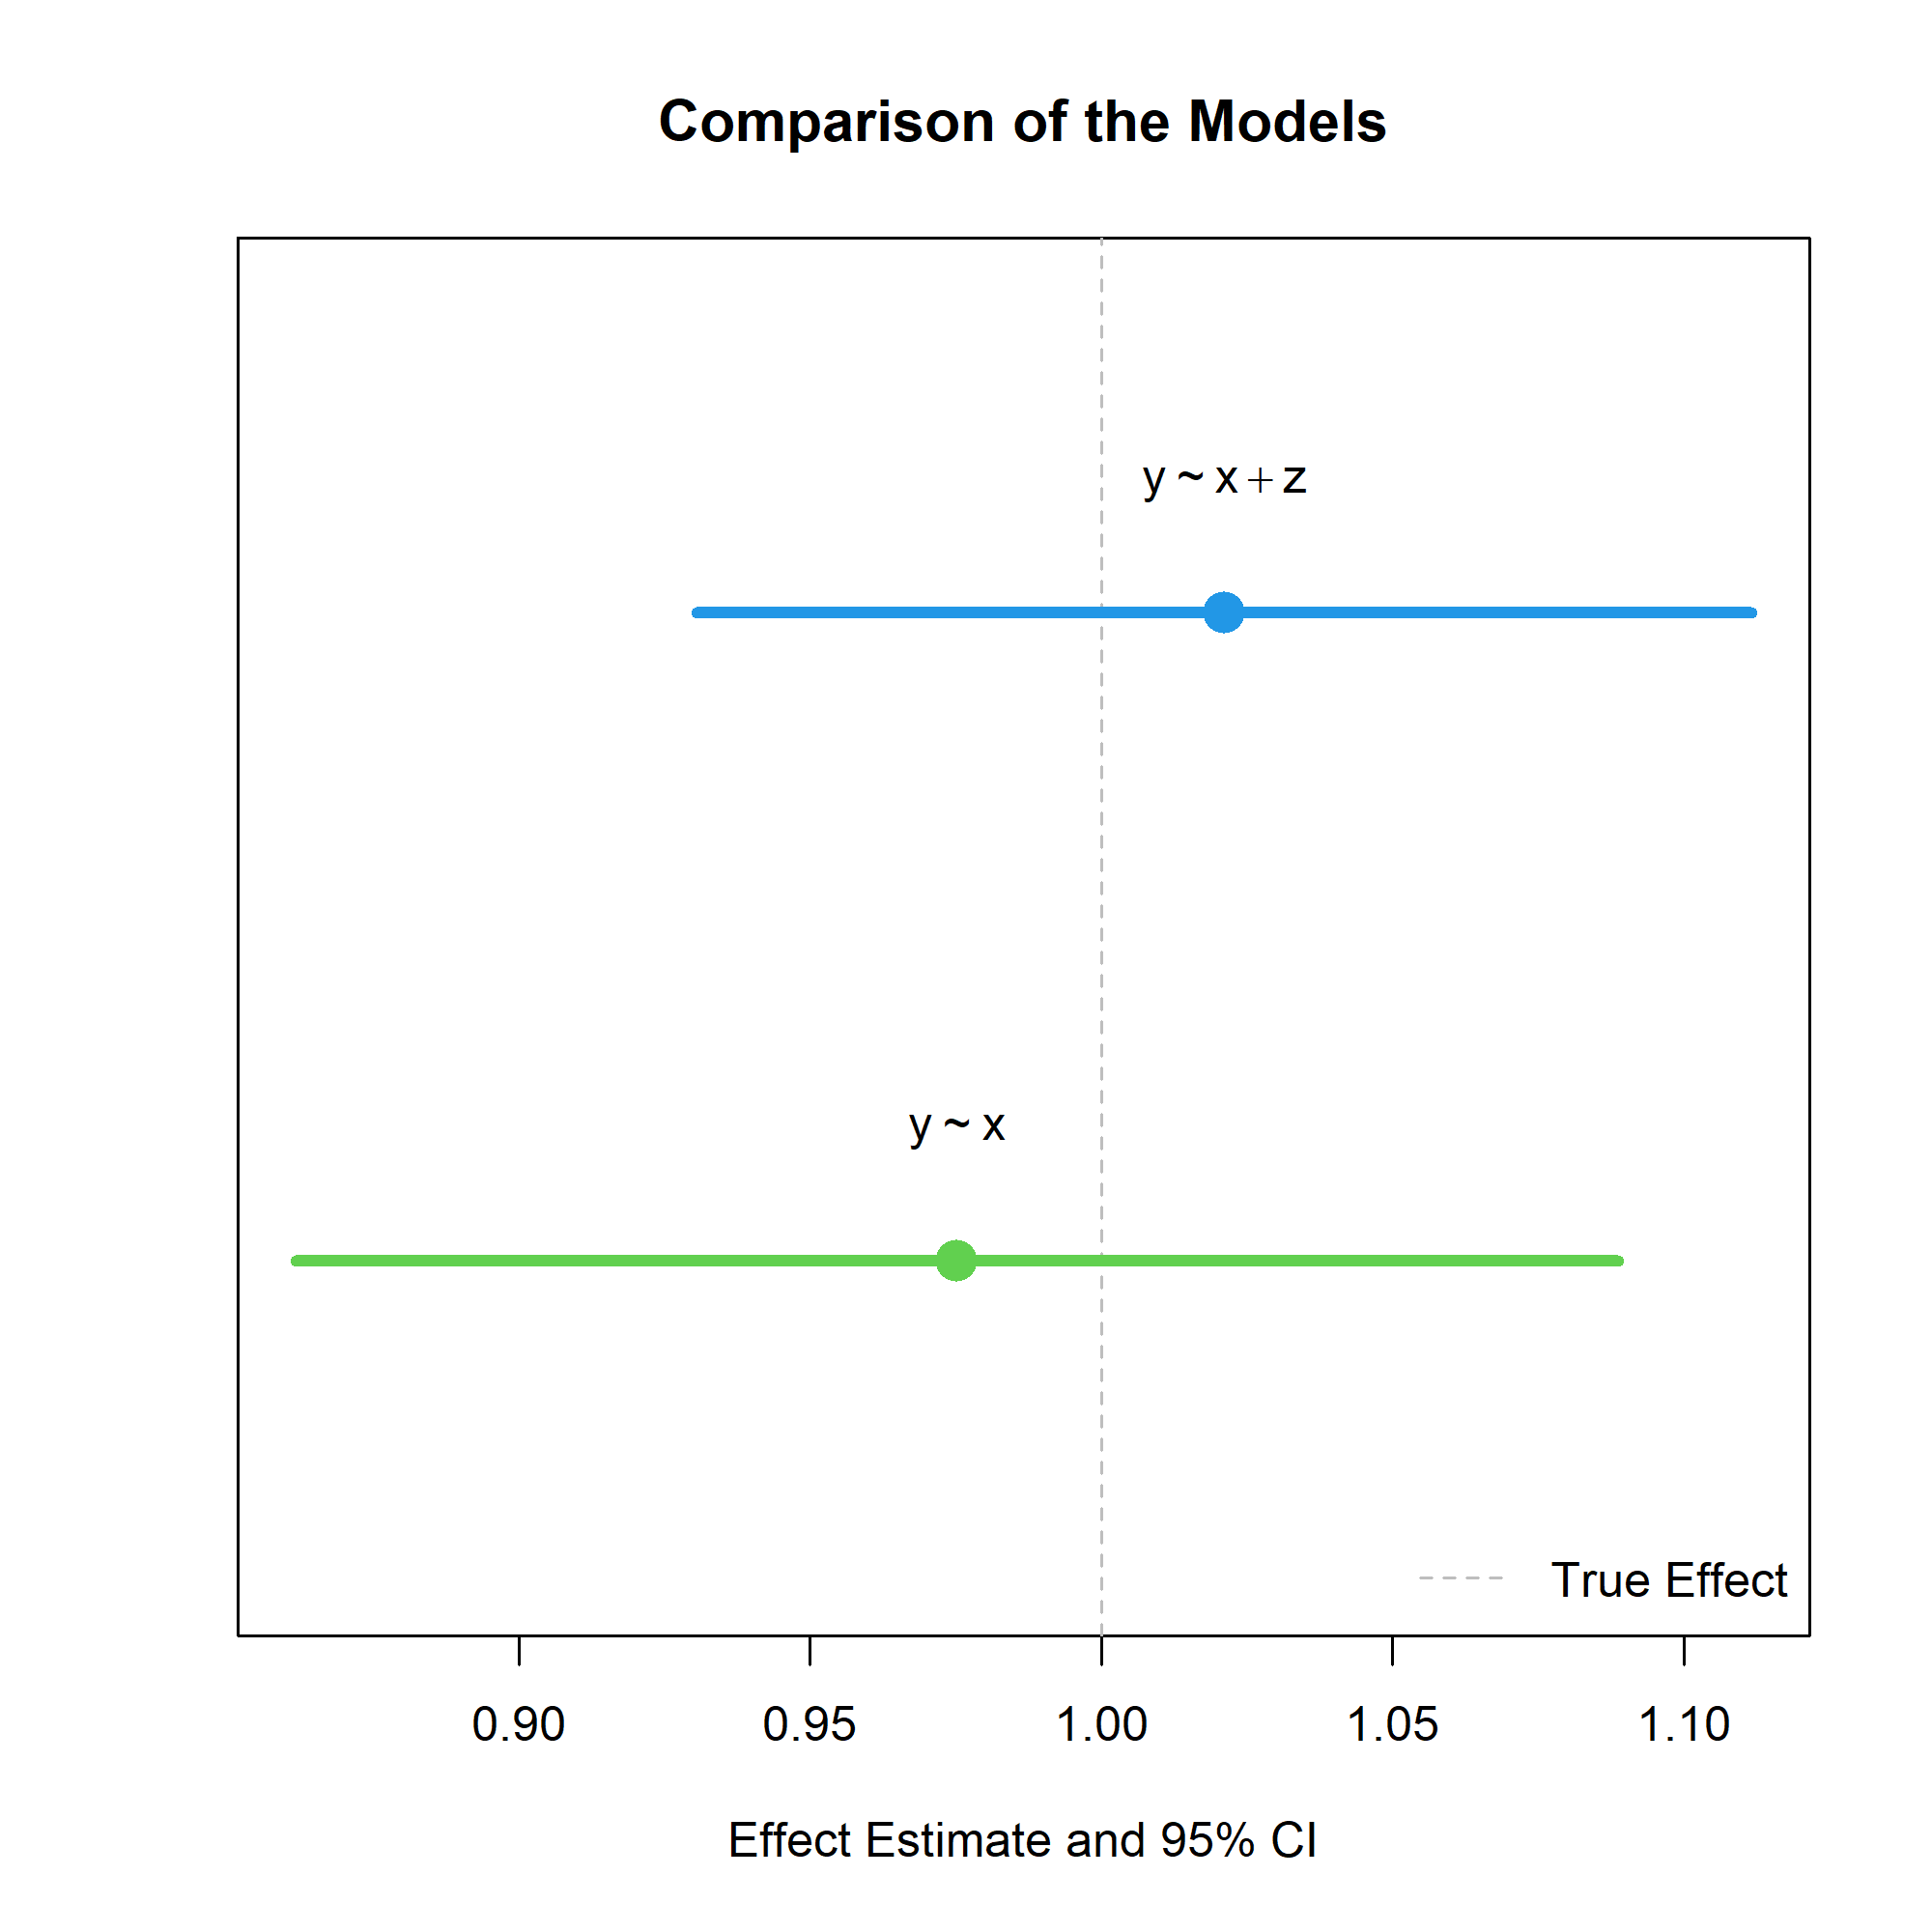 Comparison of the Models
y ~ x + z
y ~ x
True Effect
0.90 0.95 1.00 1.05 1.10
Effect Estimate and 95% CI